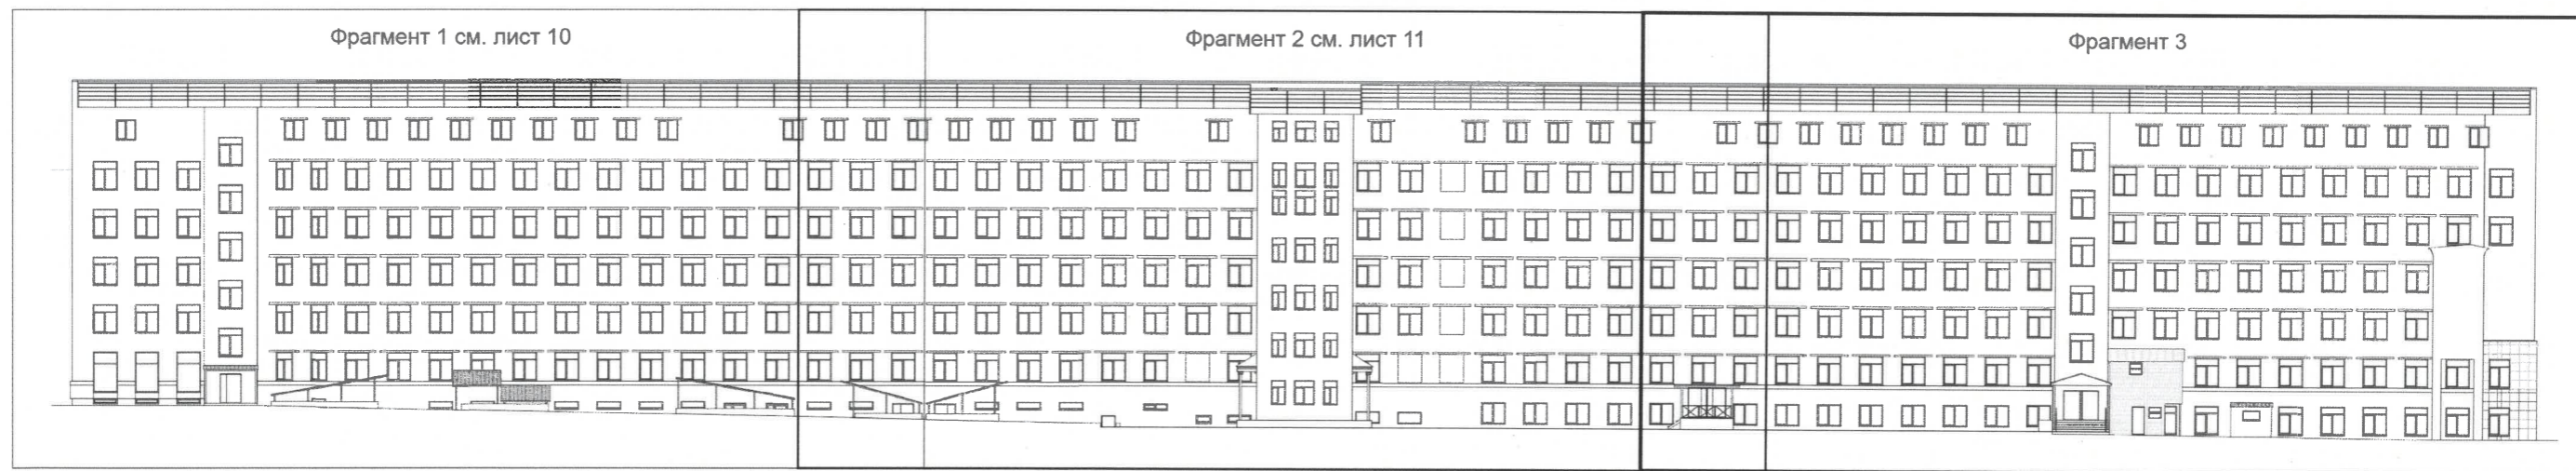 Фрагмент 1 см. лист 10
Фрагмент 2 см. лист 11
Фрагмент 3